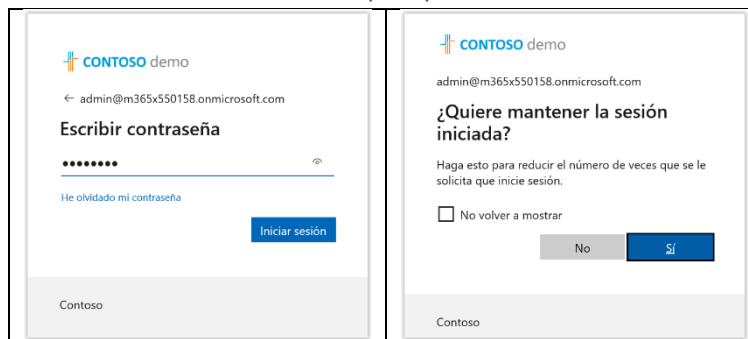 CONTOSO demo
← admin@m365x550158.onmicrosoft.com
Escribir contraseña
••••••••
He olvidado mi contraseña
Iniciar sesión
Contoso
CONTOSO demo
admin@m365x550158.onmicrosoft.com
¿Quiere mantener la sesión
iniciada?
Haga esto para reducir el número de veces que se le
solicita que inicie sesión.
No volver a mostrar
No
Sí
Contoso